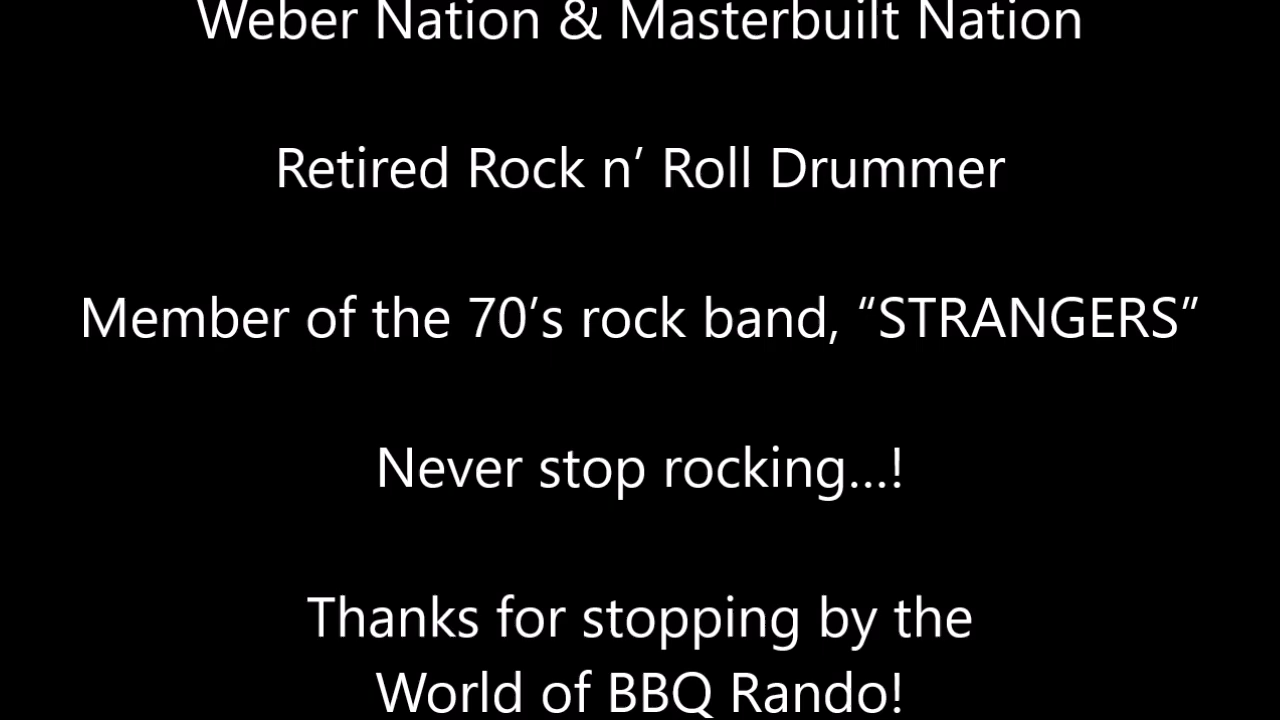 Weber Nation & Masterbuilt Nation
Retired Rock n’ Roll Drummer
Member of the 70’s rock band, “STRANGERS”
Never stop rocking...!
Thanks for stopping by the
World of BBQ Rando!